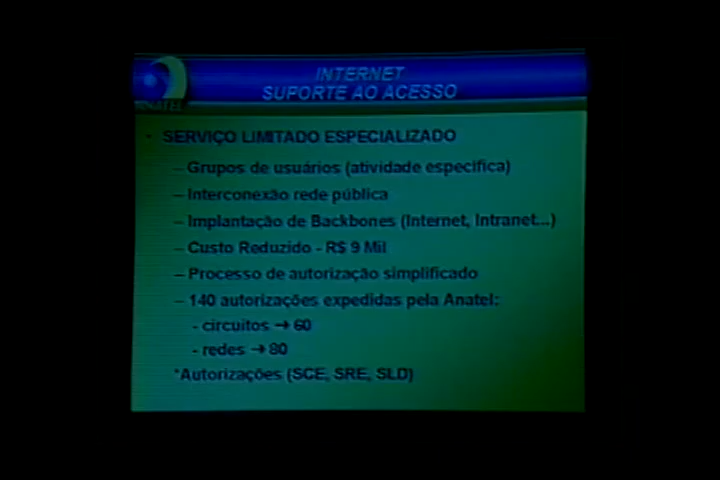 INTERNET
SUPORTE AO ACESSO
ANATEL
• SERVIÇO LIMITADO ESPECIALIZADO
– Grupos de usuários (atividade específica)
– Interconexão rede pública
– Implantação de Backbones (Internet, Intranet...)
– Custo Reduzido - R$ 9 Mil
– Processo de autorização simplificado
– 140 autorizações expedidas pela Anatel:
- circuitos → 60
- redes → 80
*Autorizações (SCE, SRE, SLD)